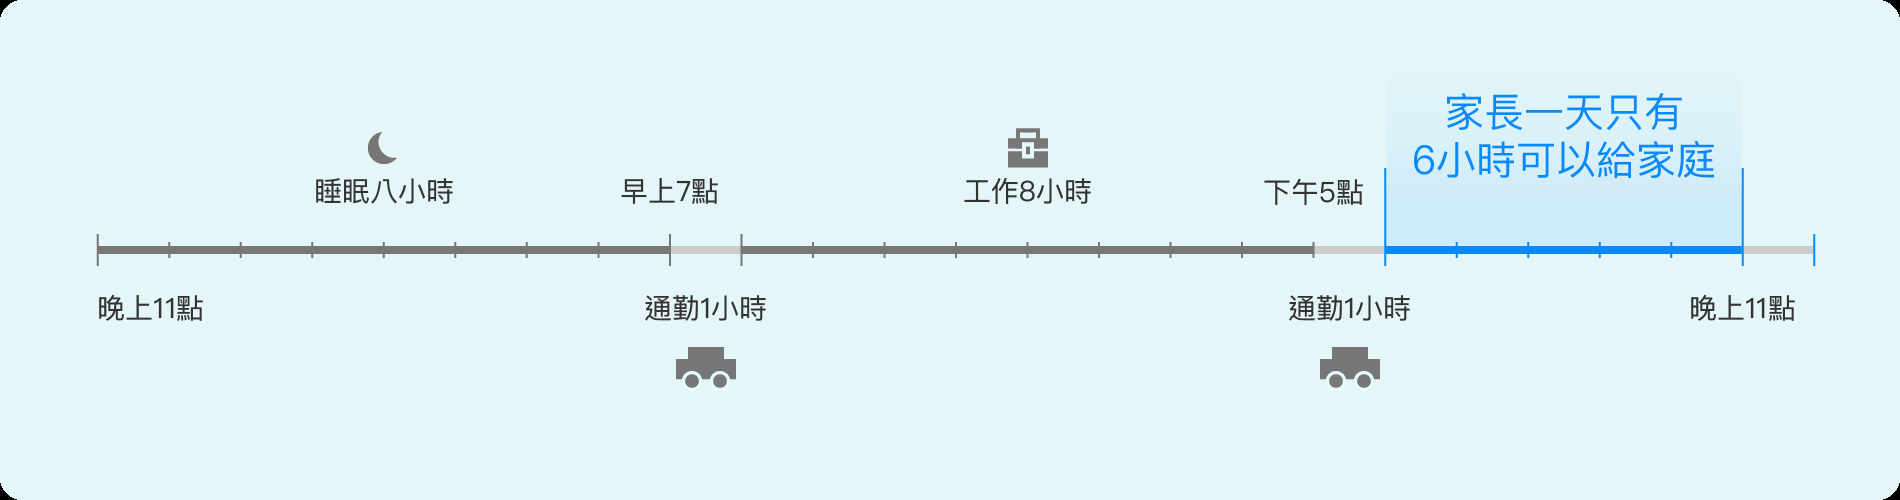 家長一天只有
6小時可以給家庭
睡眠八小時
早上7點
工作8小時
下午5點
晚上11點
通勤1小時
通勤1小時
晚上11點